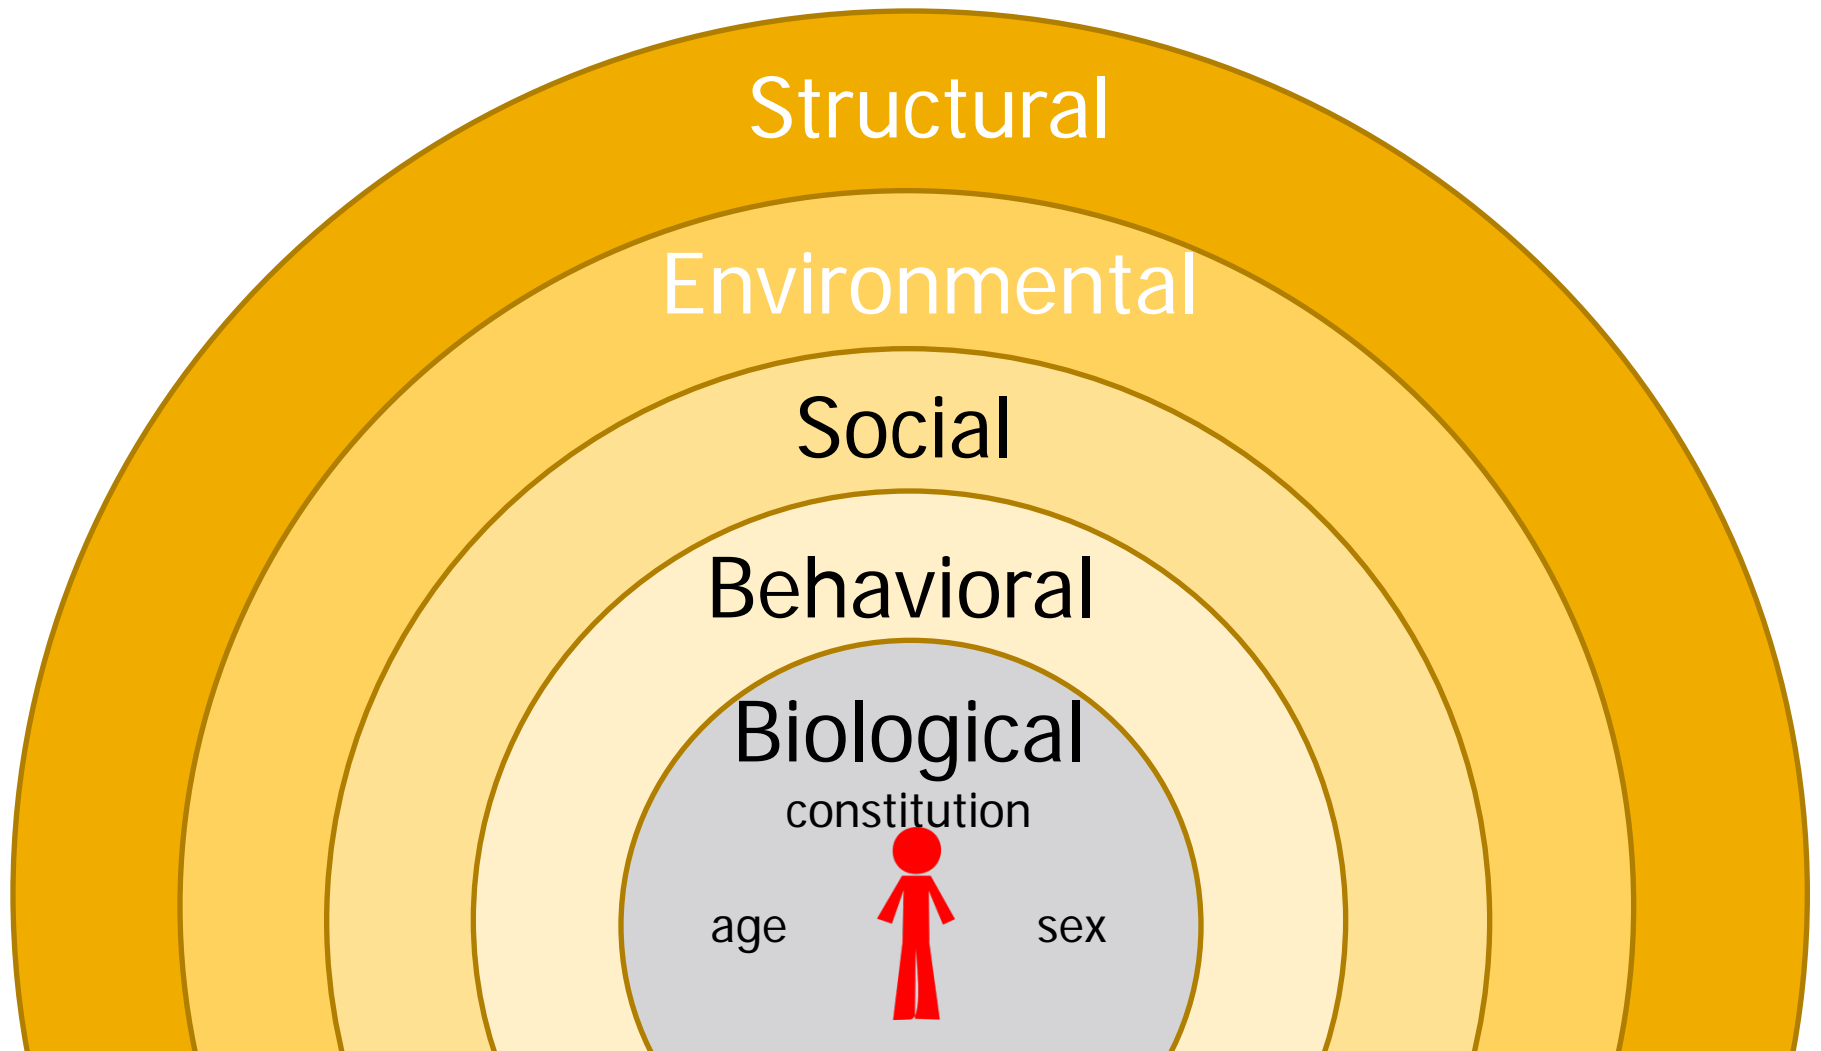 Structural
Environmental
Social
Behavioral
Biological
constitution
age sex